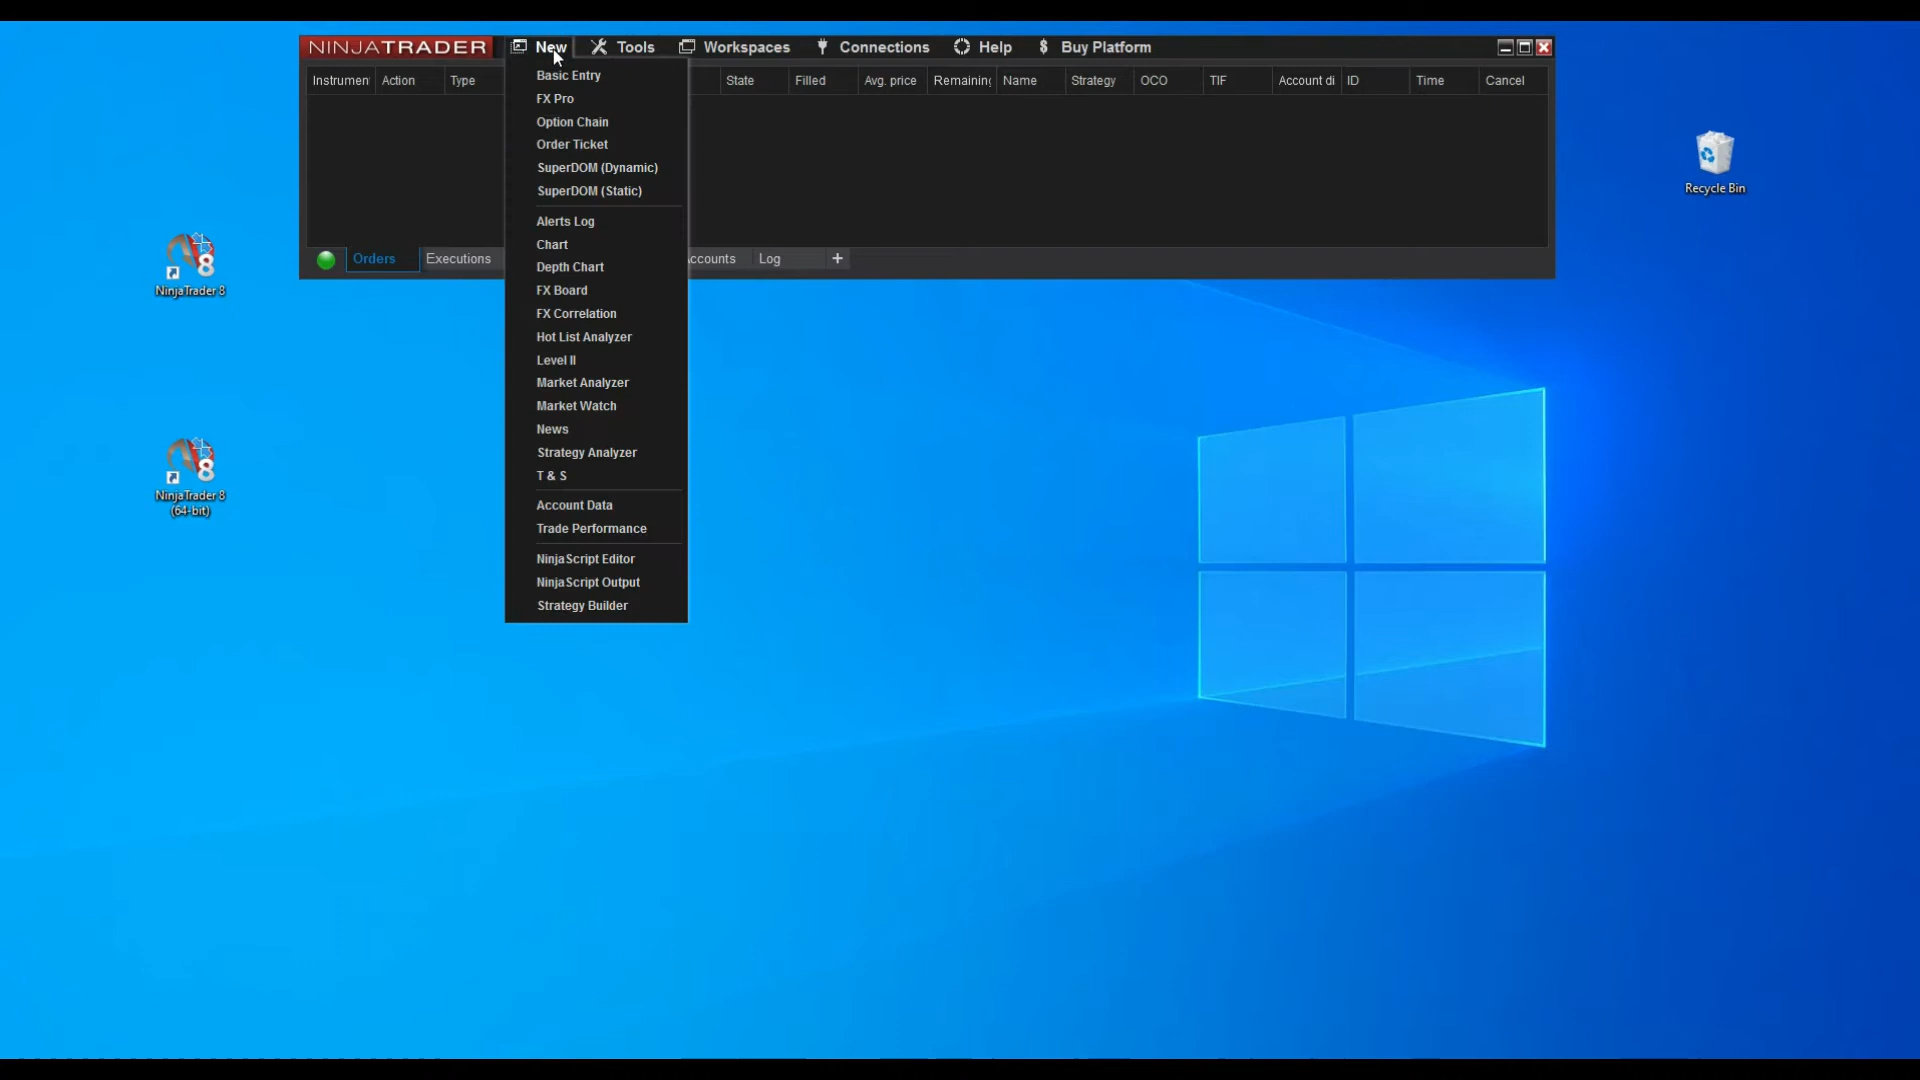 NINJATRADER New Tools Workspaces Connections Help Buy Platform
Instrumen Action Type State Filled Avg. price Remaining Name Strategy OCO TIF Account di ID Time Cancel
Basic Entry
FX Pro
Option Chain
Order Ticket
SuperDOM (Dynamic)
SuperDOM (Static)
Alerts Log
Chart
Depth Chart
FX Board
FX Correlation
Hot List Analyzer
Level II
Market Analyzer
Market Watch
News
Strategy Analyzer
T & S
Account Data
Trade Performance
NinjaScript Editor
NinjaScript Output
Strategy Builder
Orders Executions ccounts Log +
NinjaTrader 8
NinjaTrader 8
(64-bit)
Recycle Bin